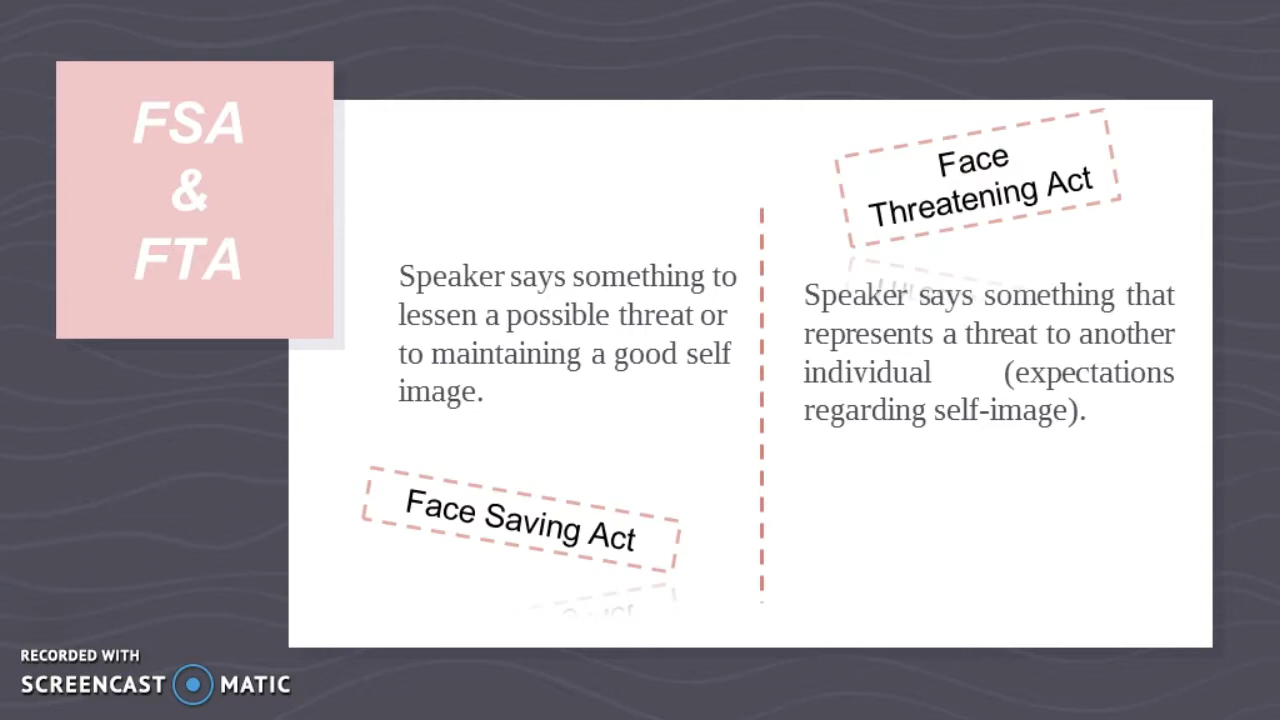 FSA
&
FTA
Speaker says something to
lessen a possible threat or
to maintaining a good self
image.
Face Saving Act
Face
Threatening Act
Speaker says something that
represents a threat to another
individual (expectations
regarding self-image).
RECORDED WITH
SCREENCAST MATIC